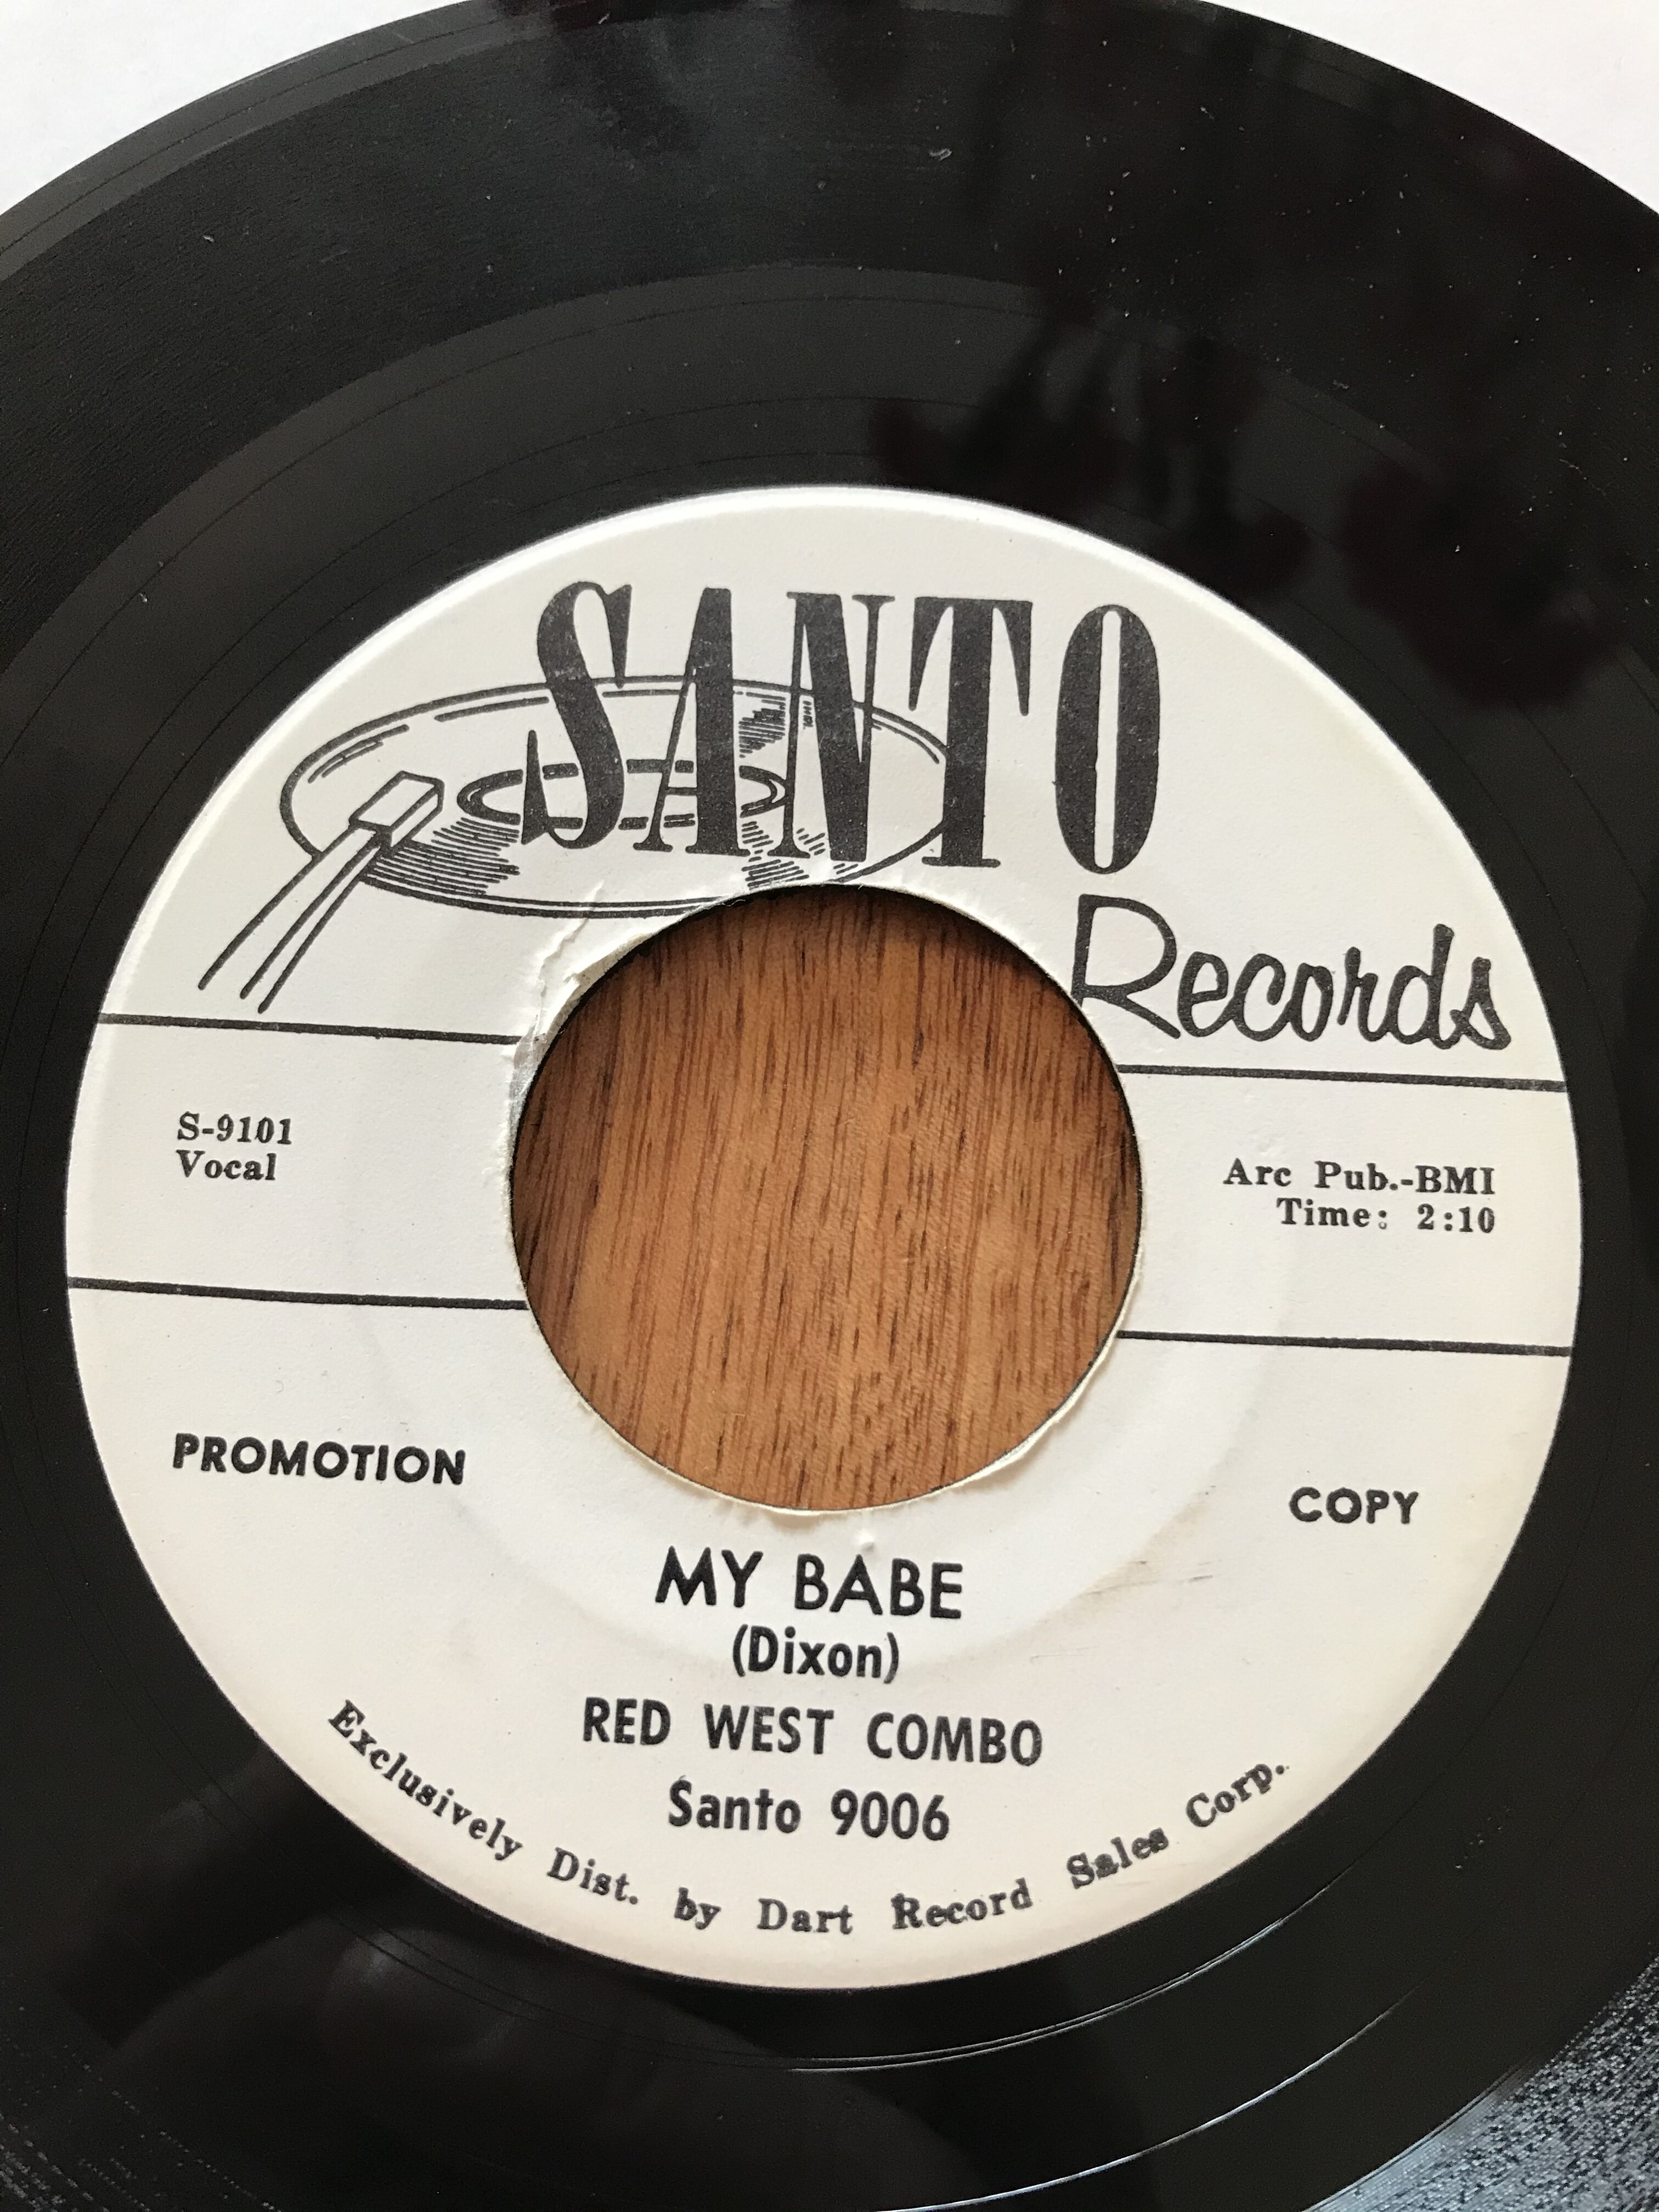 SANTO
Records
S-9101
Vocal
Arc Pub.-BMI
Time: 2:10
PROMOTION
COPY
MY BABE
(Dixon)
RED WEST COMBO
Santo 9006
Exclusively Dist. by Dart Record Sales Corp.